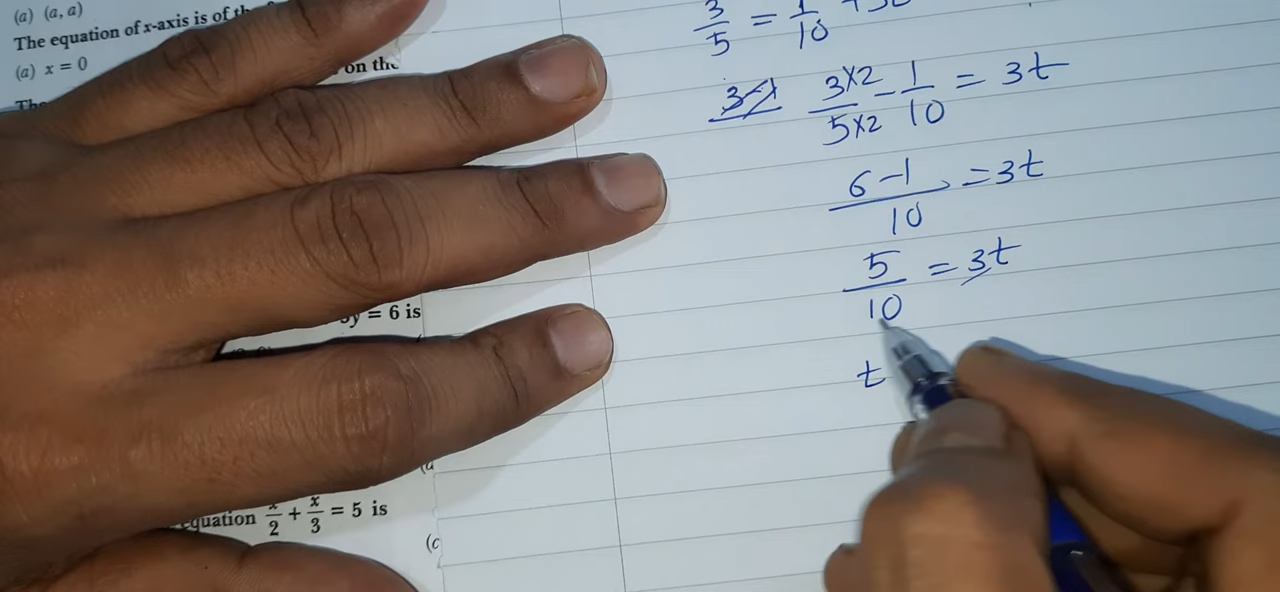 (a) (a, a)
The equation of x-axis is of th
(a) x = 0
on the
The
y = 6 is
equation x/2 + x/3 = 5 is
(c
3/5 = 1/10
3×2/5×2 - 1/10 = 3t
6-1/10 = 3t
5/10 = 3t
t